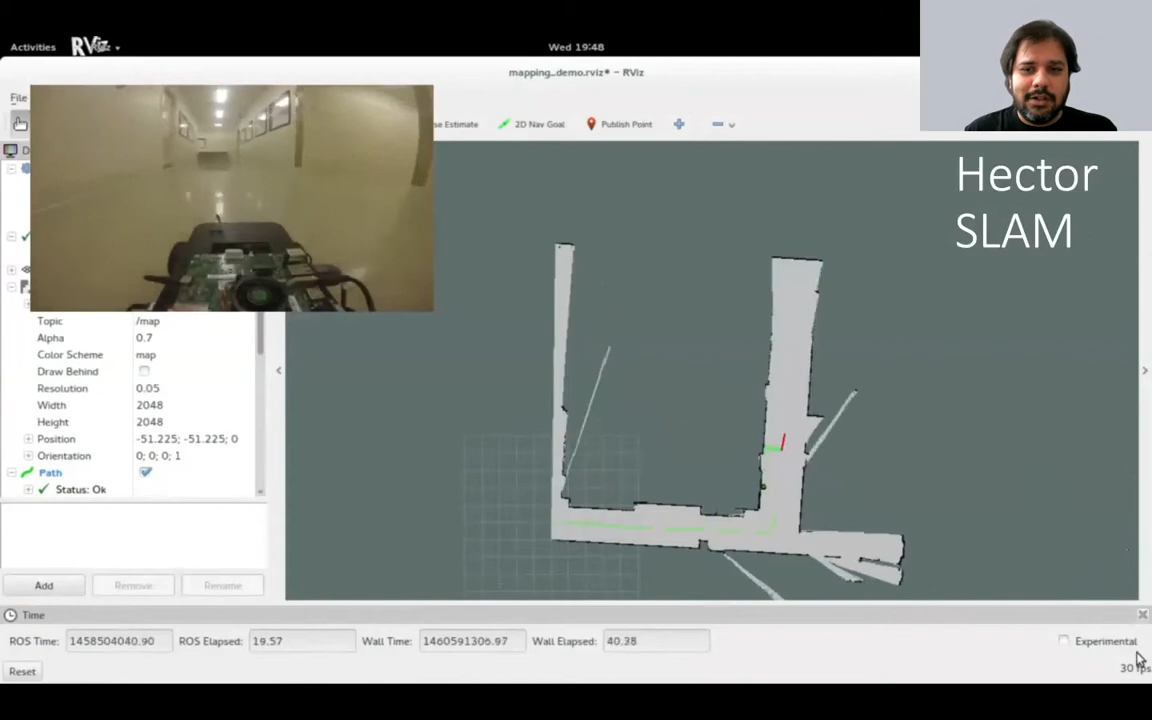 Activities RViz
Wed 19:48
mapping_demo.rviz* - RViz
File
se Estimate 2D Nav Goal Publish Point
D
Hector
SLAM
Topic /map
Alpha 0.7
Color Scheme map
Draw Behind
Resolution 0.05
Width 2048
Height 2048
Position -51.225; -51.225; 0
Orientation 0; 0; 0; 1
Path
Status: Ok
Add Remove Rename
Time
ROS Time: 1458504040.90 ROS Elapsed: 19.57 Wall Time: 1460591306.97 Wall Elapsed: 40.38 Experimental
Reset 30 fps